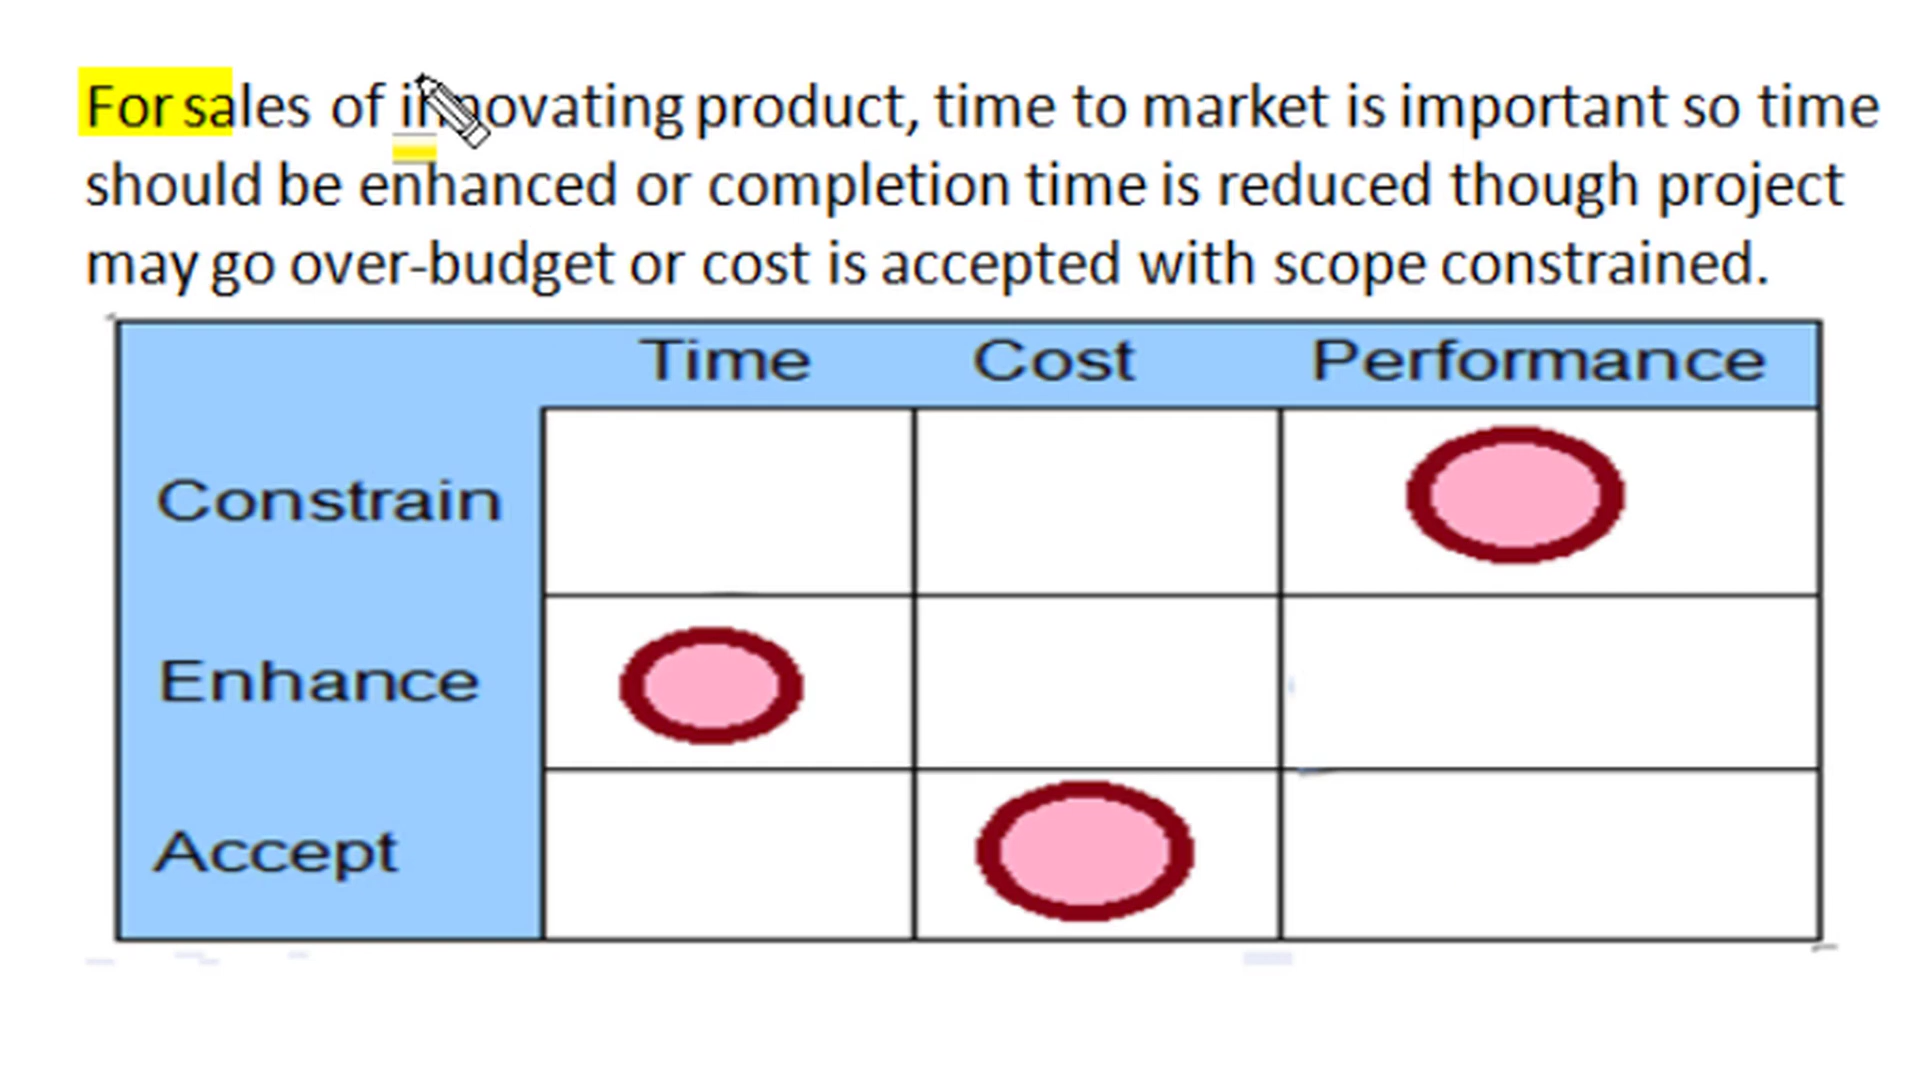 For sales of innovating product, time to market is important so time
should be enhanced or completion time is reduced though project
may go over-budget or cost is accepted with scope constrained.
Time Cost Performance
Constrain
Enhance
Accept